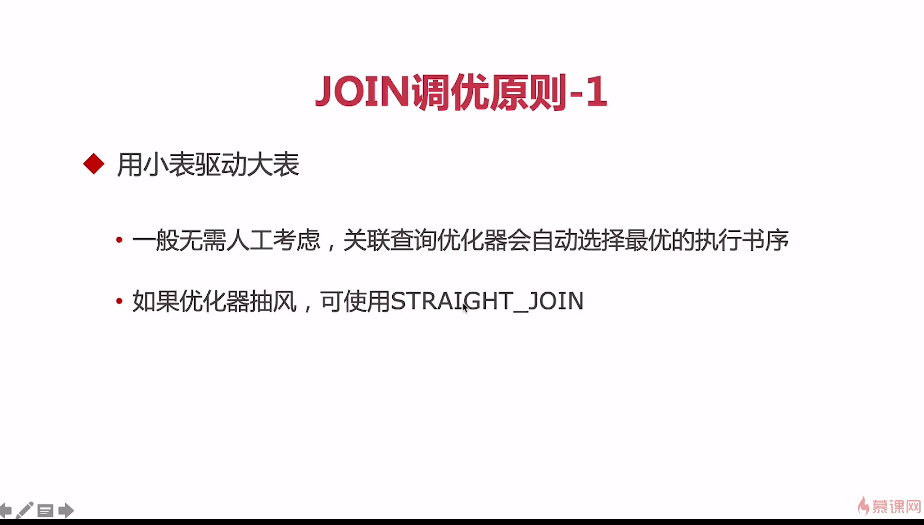 JOIN调优原则-1
用小表驱动大表
一般无需人工考虑，关联查询优化器会自动选择最优的执行书序
如果优化器抽风，可使用STRAIGHT_JOIN
慕课网